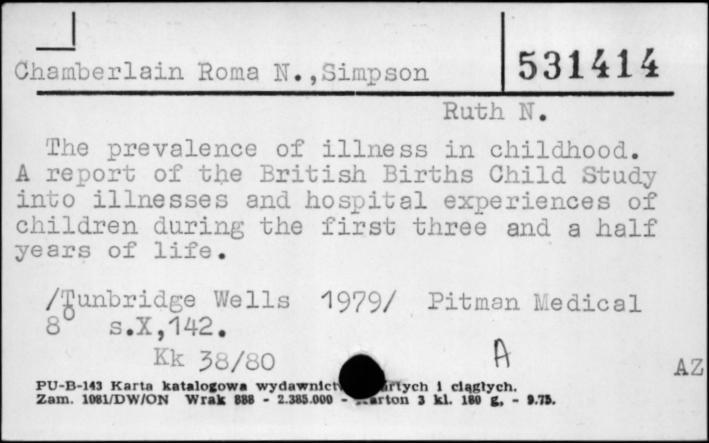 Chamberlain Roma N.,Simpson
531414
Ruth N.
The prevalence of illness in childhood.
A report of the British Births Child Study
into illnesses and hospital experiences of
children during the first three and a half
years of life.
/Tunbridge Wells 1979/ Pitman Medical
8° s.X,142.
Kk 38/80 A
AZ
PU-B-143 Karta katalogowa ciągłych.
Zam. 1081/DW/ON Wrak 888 - 2.385.000 - 3 kl. 180 g, - 9.75.